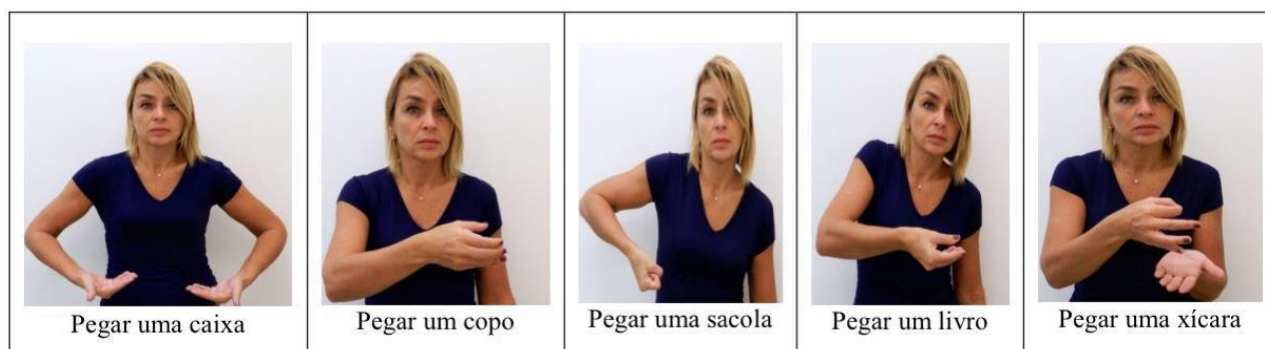 Pegar uma caixa
Pegar um copo
Pegar uma sacola
Pegar um livro
Pegar uma xícara